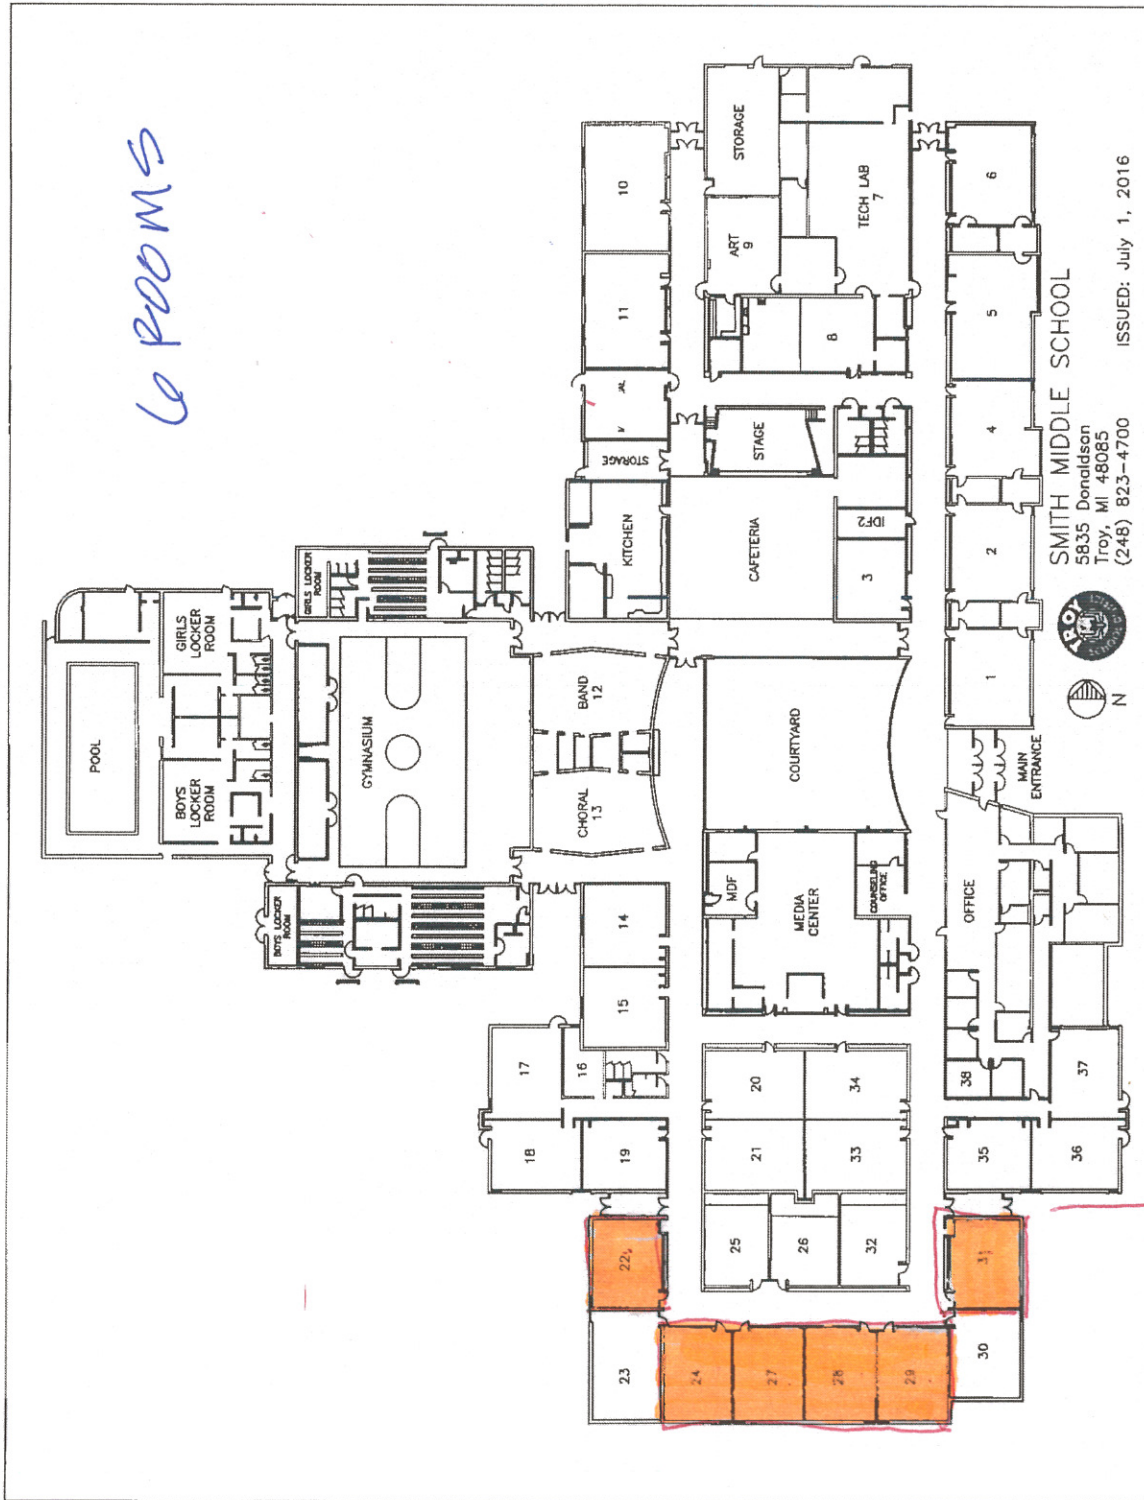 6 ROOMS
POOL
BOYS
LOCKER
ROOM
GIRLS
LOCKER
ROOM
GIRLS LOCKER
ROOM
BOYS LOCKER
ROOM
GYMNASIUM
CHORAL
13
BAND
12
KITCHEN
STORAGE
11
10
STORAGE
ART
9
TECH LAB
7
8
STAGE
CAFETERIA
IDF2
3
COURTYARD
MEDIA
CENTER
MDF
COUNSELING
OFFICE
14
15
16
17
18
19
20
21
34
33
25
26
32
22
23
24
27
28
29
30
31
35
36
37
38
OFFICE
MAIN
ENTRANCE
1
2
4
5
6
N
TROY
SCHOOL
SMITH MIDDLE SCHOOL
5835 Donaldson
Troy, MI 48085
(248) 823-4700
ISSUED: July 1, 2016